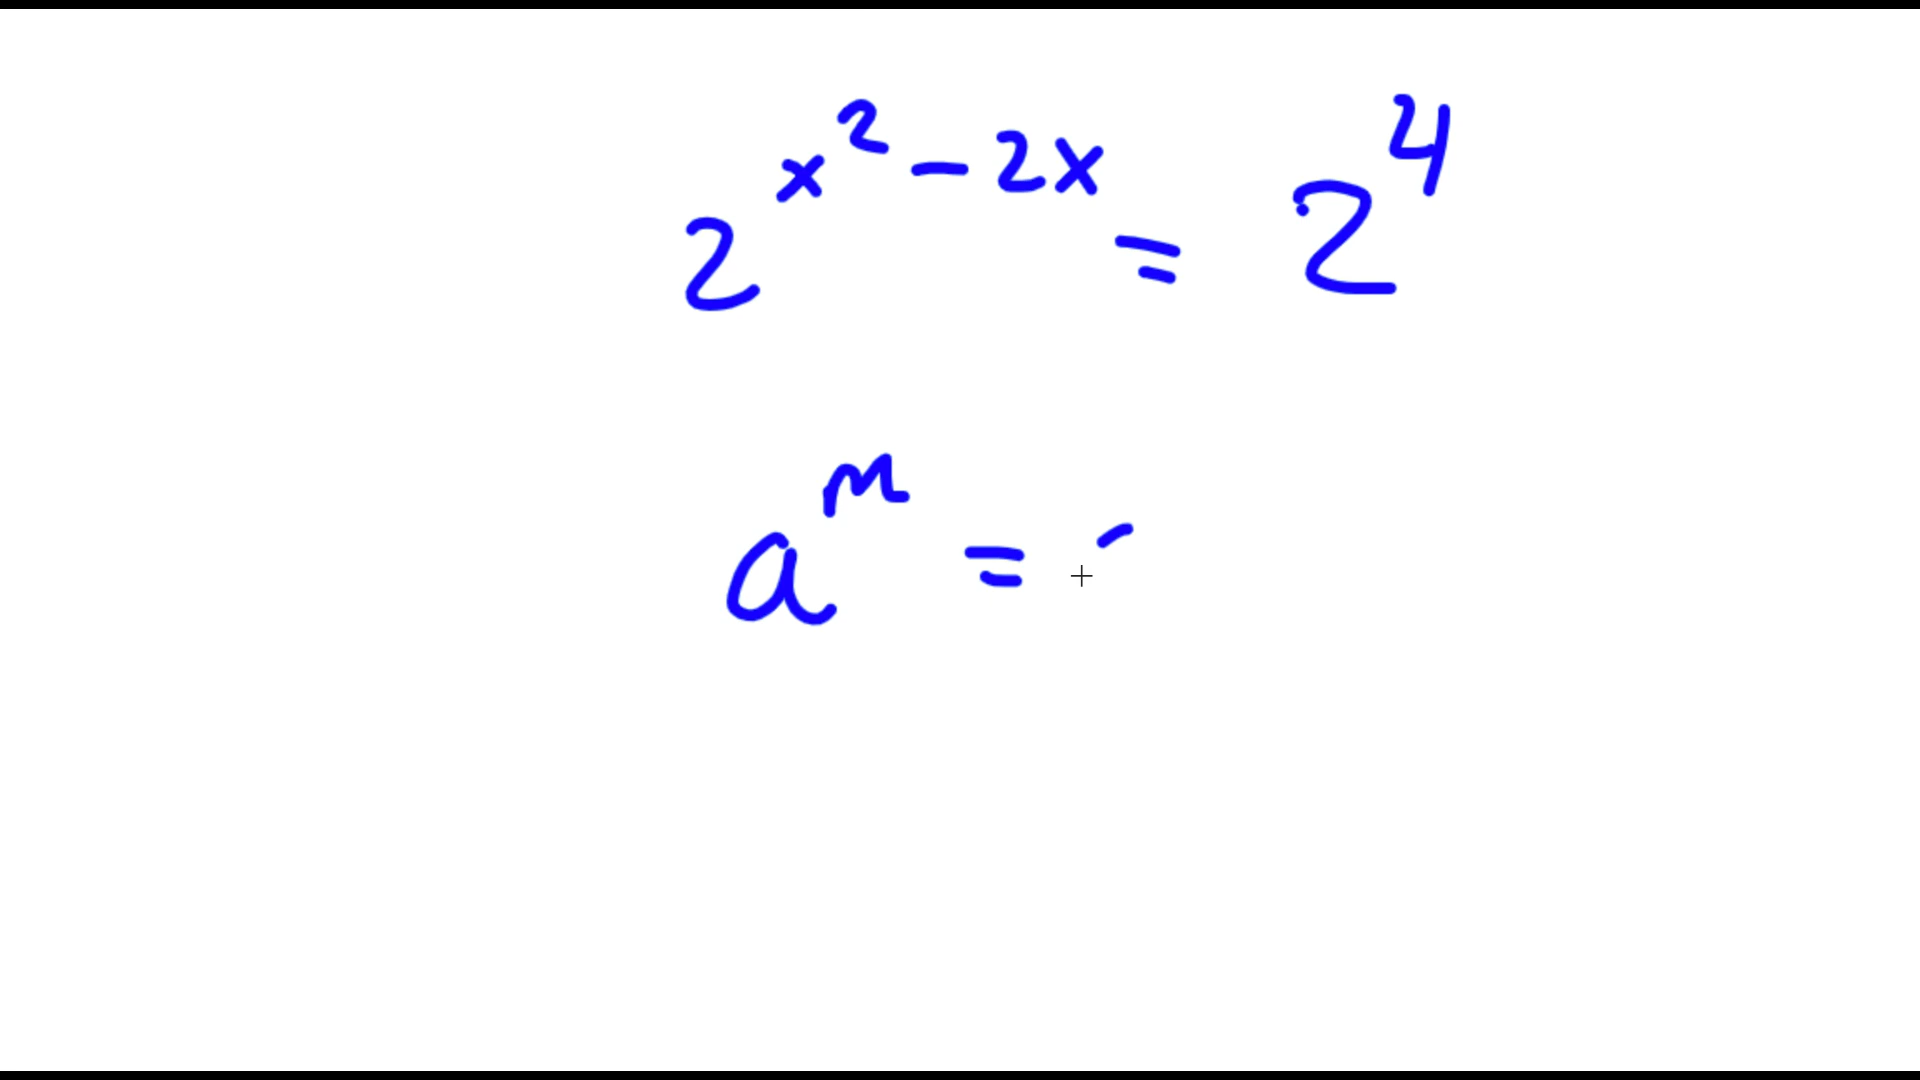 2^{x^2 - 2x} = 2^4
a^m =